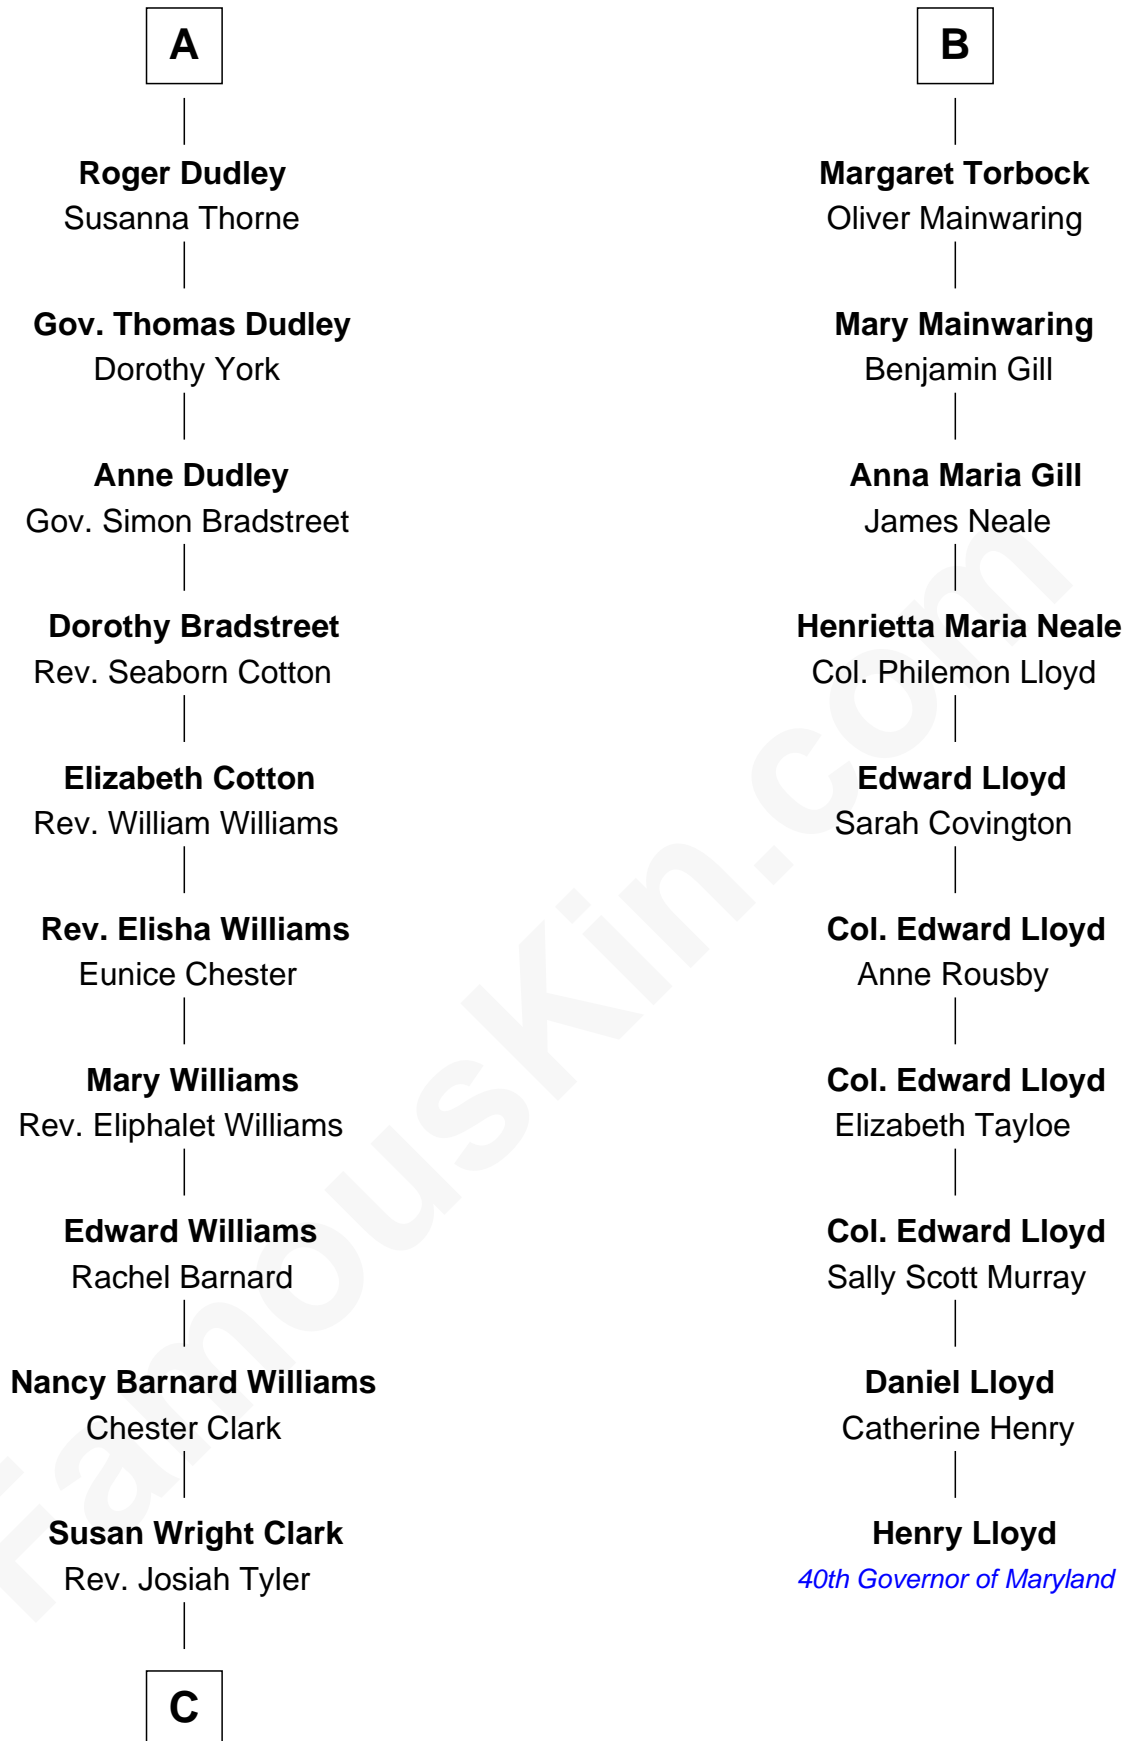 A
Roger Dudley
Susanna Thorne
Gov. Thomas Dudley
Dorothy York
Anne Dudley
Gov. Simon Bradstreet
Dorothy Bradstreet
Rev. Seaborn Cotton
Elizabeth Cotton
Rev. William Williams
Rev. Elisha Williams
Eunice Chester
Mary Williams
Rev. Eliphalet Williams
Edward Williams
Rachel Barnard
Nancy Barnard Williams
Chester Clark
Susan Wright Clark
Rev. Josiah Tyler
C
B
Margaret Torbock
Oliver Mainwaring
Mary Mainwaring
Benjamin Gill
Anna Maria Gill
James Neale
Henrietta Maria Neale
Col. Philemon Lloyd
Edward Lloyd
Sarah Covington
Col. Edward Lloyd
Anne Rousby
Col. Edward Lloyd
Elizabeth Tayloe
Col. Edward Lloyd
Sally Scott Murray
Daniel Lloyd
Catherine Henry
Henry Lloyd
40th Governor of Maryland
FamousKin.com